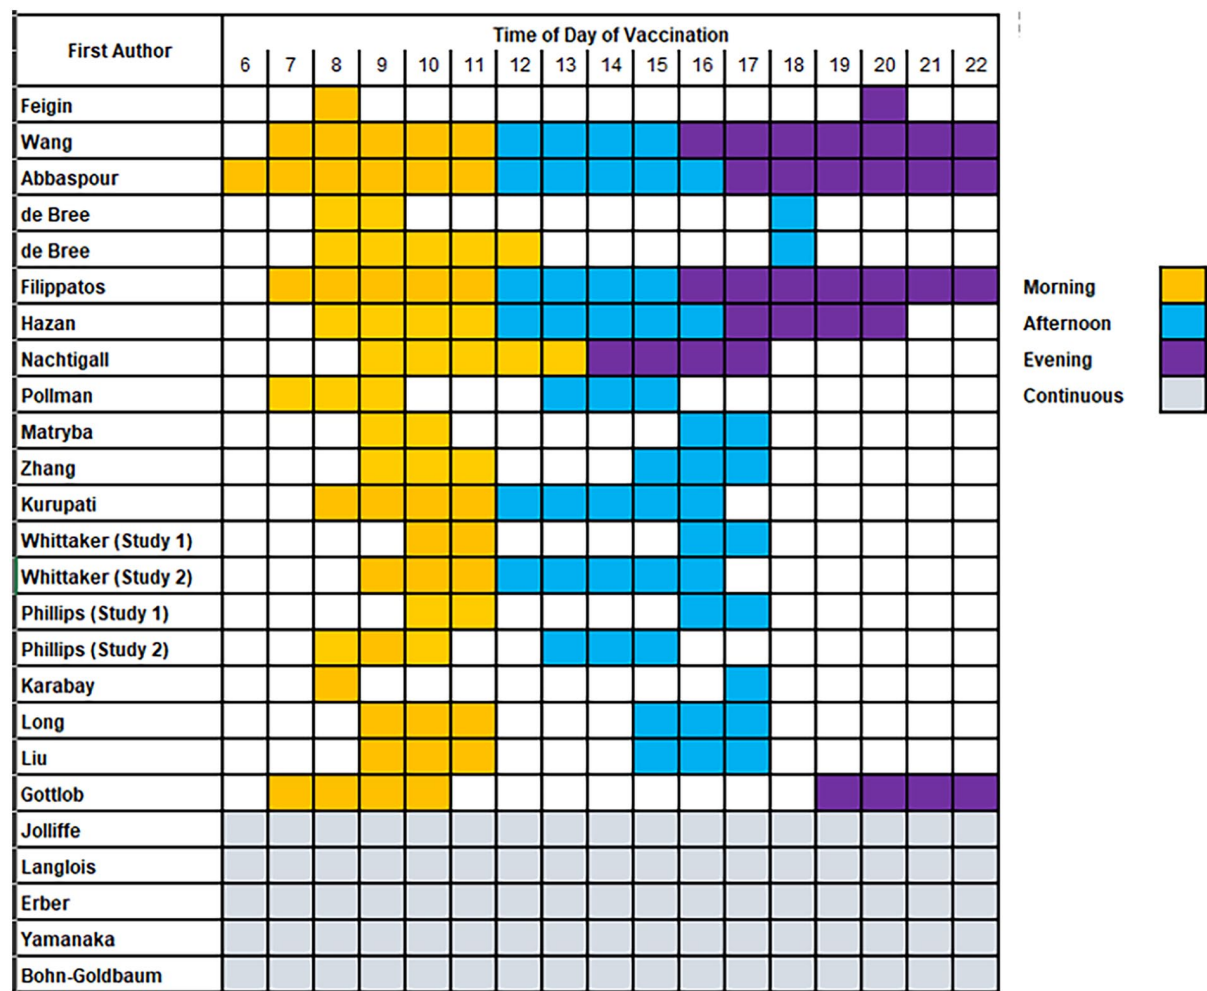 First Author
Time of Day of Vaccination
6 7 8 9 10 11 12 13 14 15 16 17 18 19 20 21 22
Feigin
Wang
Abbaspour
de Bree
de Bree
Filippatos
Hazan
Nachtigall
Pollman
Matryba
Zhang
Kurupati
Whittaker (Study 1)
Whittaker (Study 2)
Phillips (Study 1)
Phillips (Study 2)
Karabay
Long
Liu
Gottlob
Jolliffe
Langlois
Erber
Yamanaka
Bohn-Goldbaum
Morning
Afternoon
Evening
Continuous